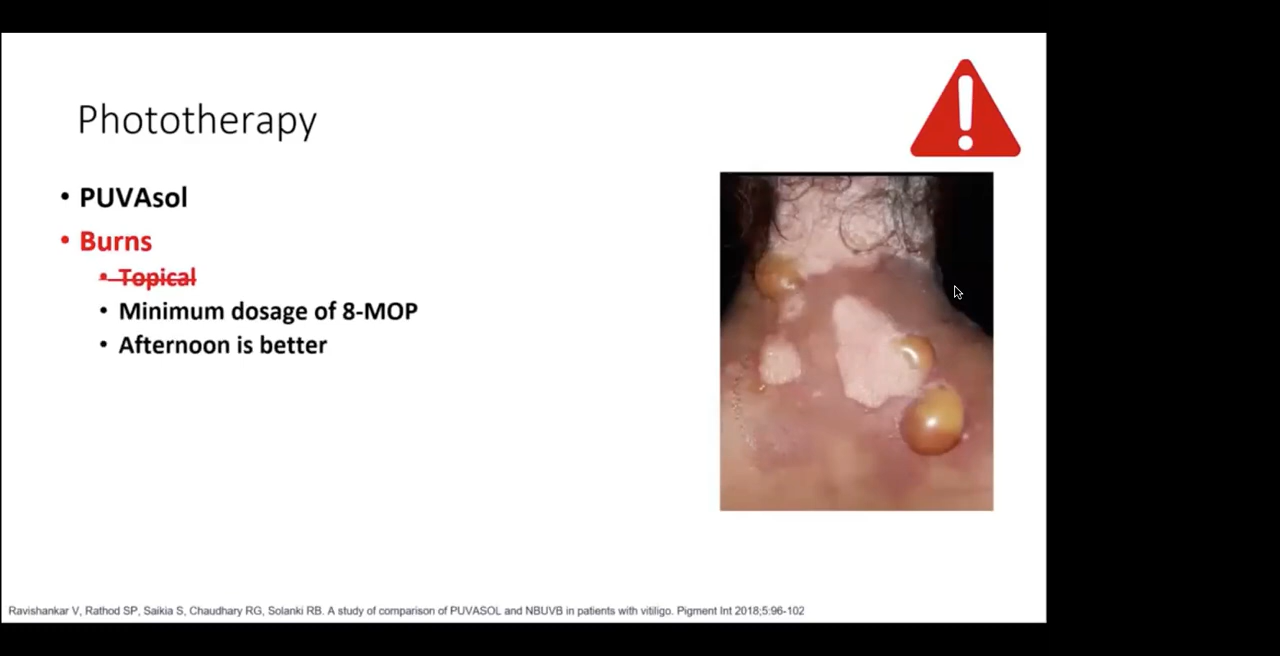 Phototherapy
• PUVAsol
• Burns
• Topical
• Minimum dosage of 8-MOP
• Afternoon is better
Ravishankar V, Rathod SP, Saikia S, Chaudhary RG, Solanki RB. A study of comparison of PUVASOL and NBUVB in patients with vitiligo. Pigment Int 2018;5:96-102